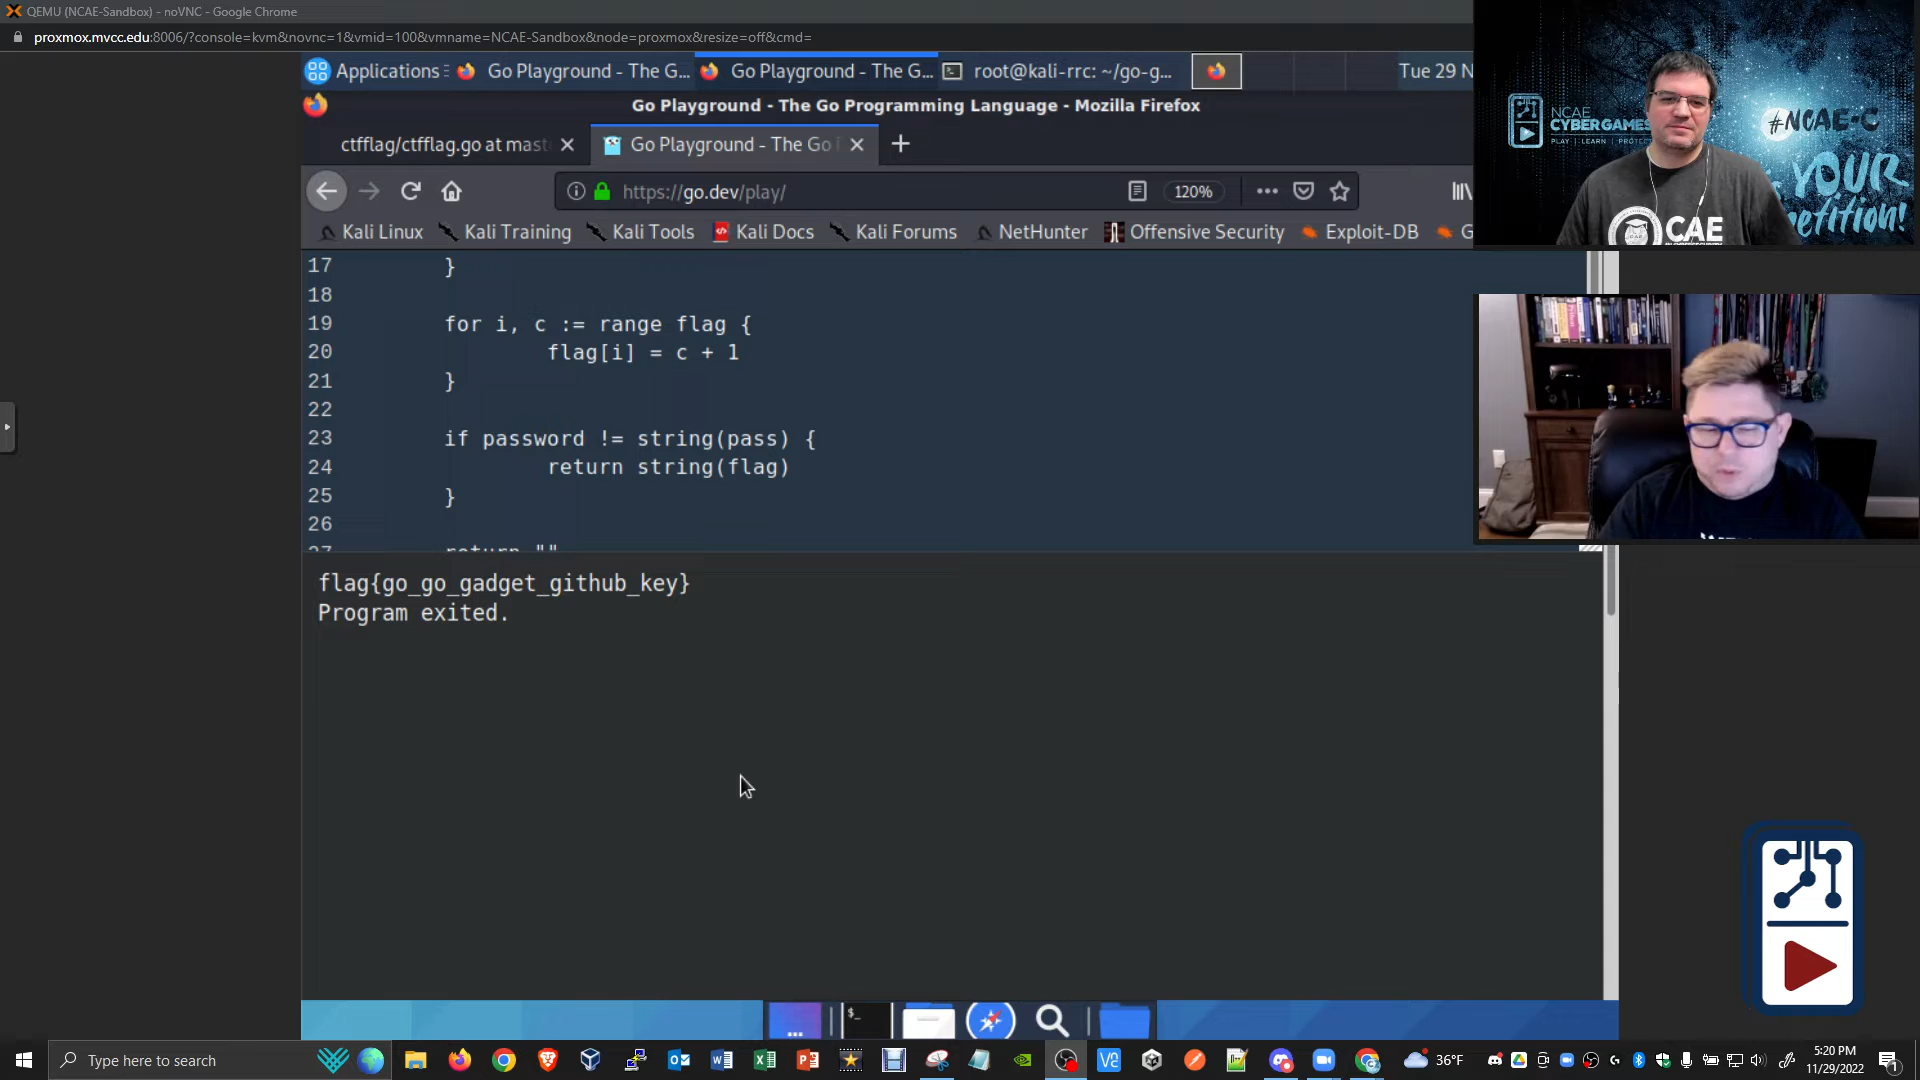 QEMU (NCAE-Sandbox) - noVNC - Google Chrome
proxmox.mvcc.edu:8006/?console=kvm&novnc=1&vmid=100&vmname=NCAE-Sandbox&node=proxmox&resize=off&cmd=
Applications
Go Playground - The G...
Go Playground - The G...
root@kali-rrc: ~/go-g...
Tue 29 N
Go Playground - The Go Programming Language - Mozilla Firefox
ctfflag/ctfflag.go at mast
Go Playground - The Go
https://go.dev/play/
120%
Kali Linux
Kali Training
Kali Tools
Kali Docs
Kali Forums
NetHunter
Offensive Security
Exploit-DB
G
NCAE
CYBERGAMES
PLAY | LEARN | PROTECT
#NCAE-C
YOUR
petition!
CAE
17 }
18
19 for i, c := range flag {
20 flag[i] = c + 1
21 }
22
23 if password != string(pass) {
24 return string(flag)
25 }
26
27 return ""
flag{go_go_gadget_github_key}
Program exited.
Type here to search
36°F
5:20 PM
11/29/2022